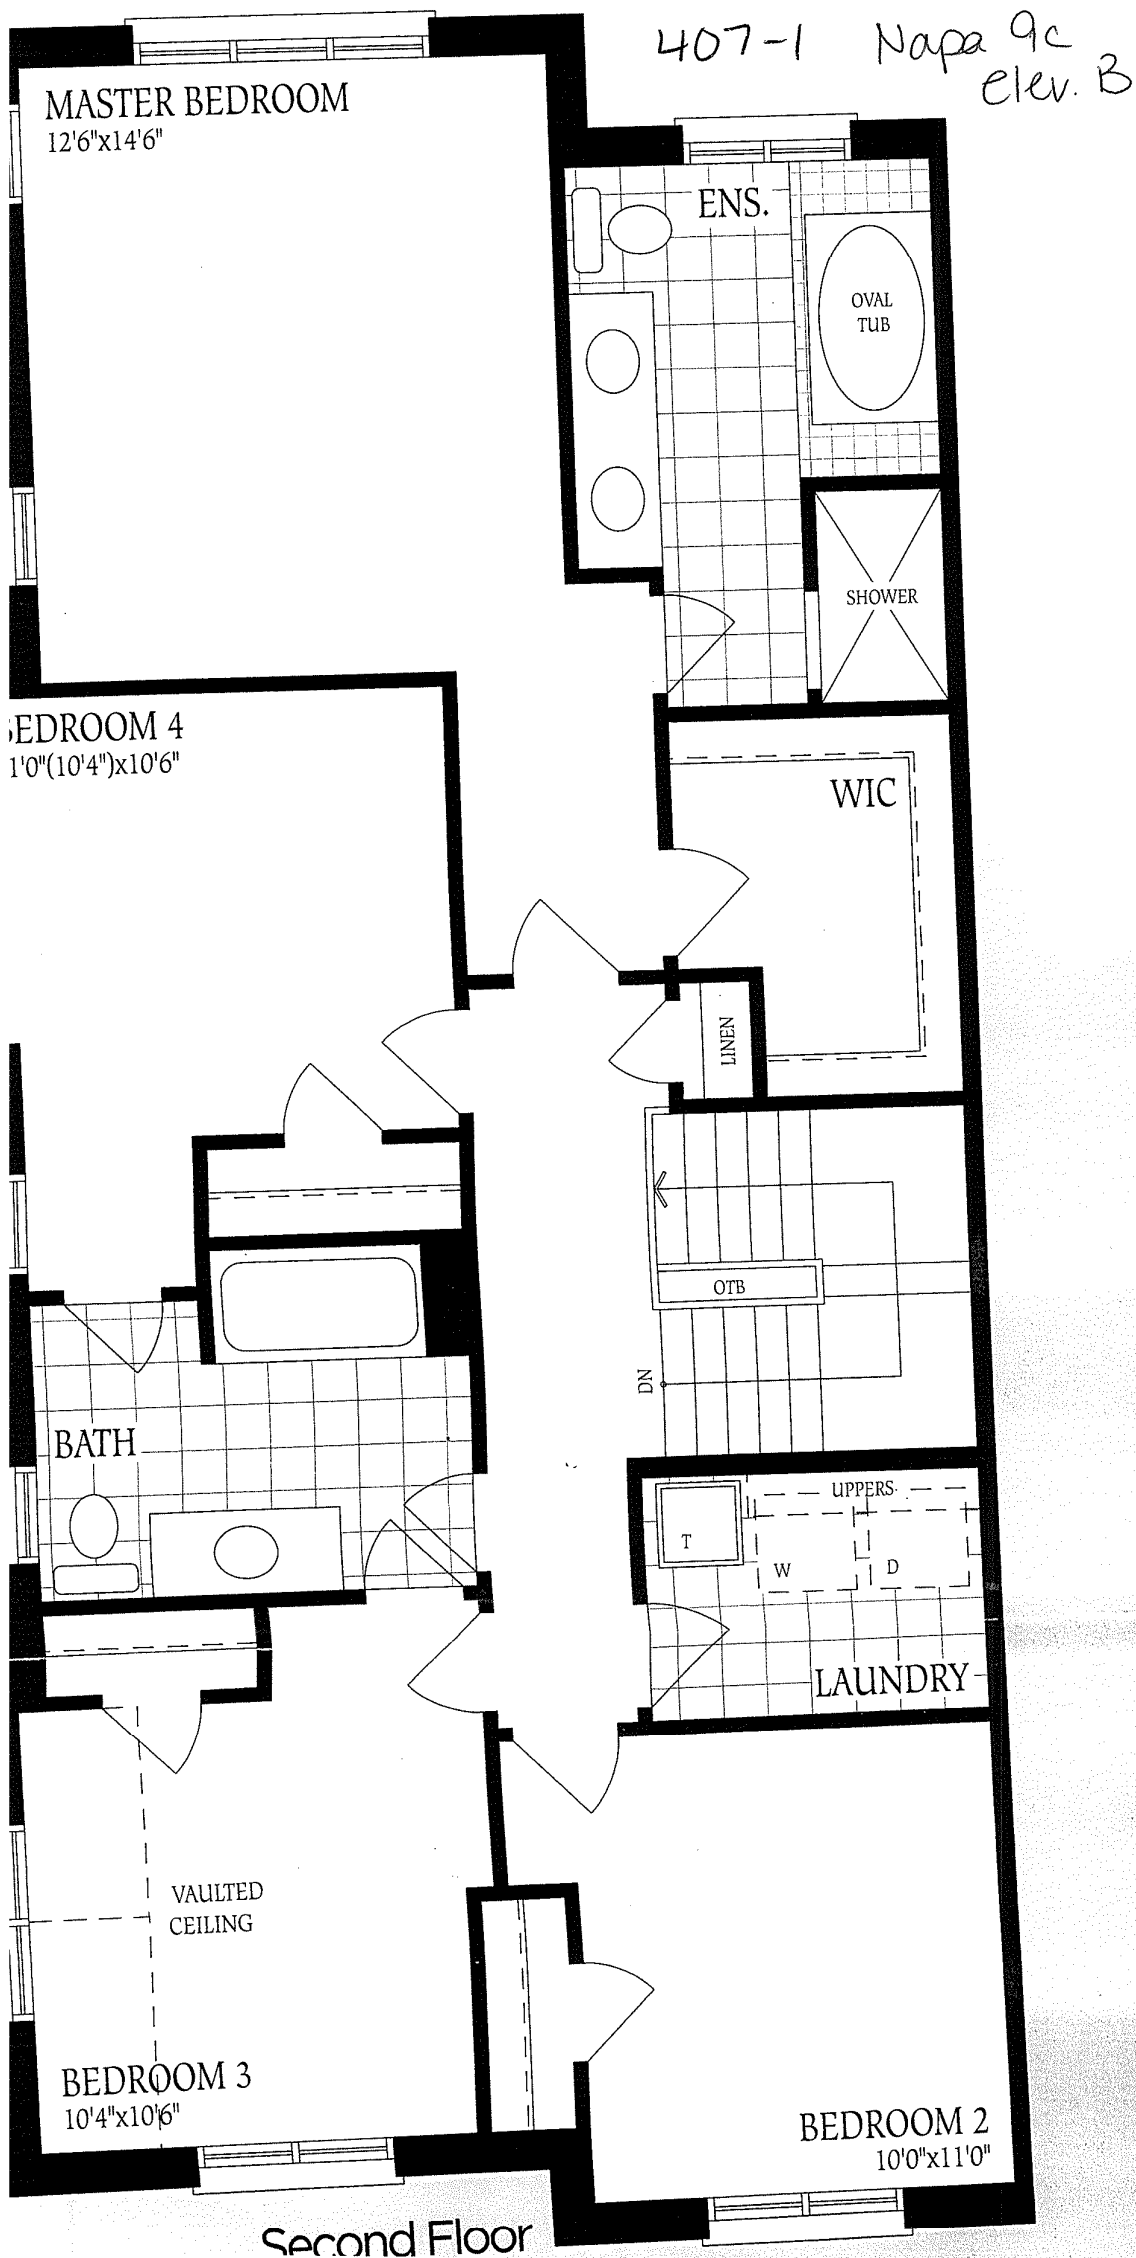 407-1 Napa 9c
elev. B
MASTER BEDROOM
12'6"x14'6"
ENS.
OVAL
TUB
SHOWER
BEDROOM 4
1'0"(10'4")x10'6"
WIC
LINEN
OTB
DN
BATH
UPPERS
T
W
D
LAUNDRY
VAULTED
CEILING
BEDROOM 3
10'4"x10'6"
BEDROOM 2
10'0"x11'0"
Second Floor